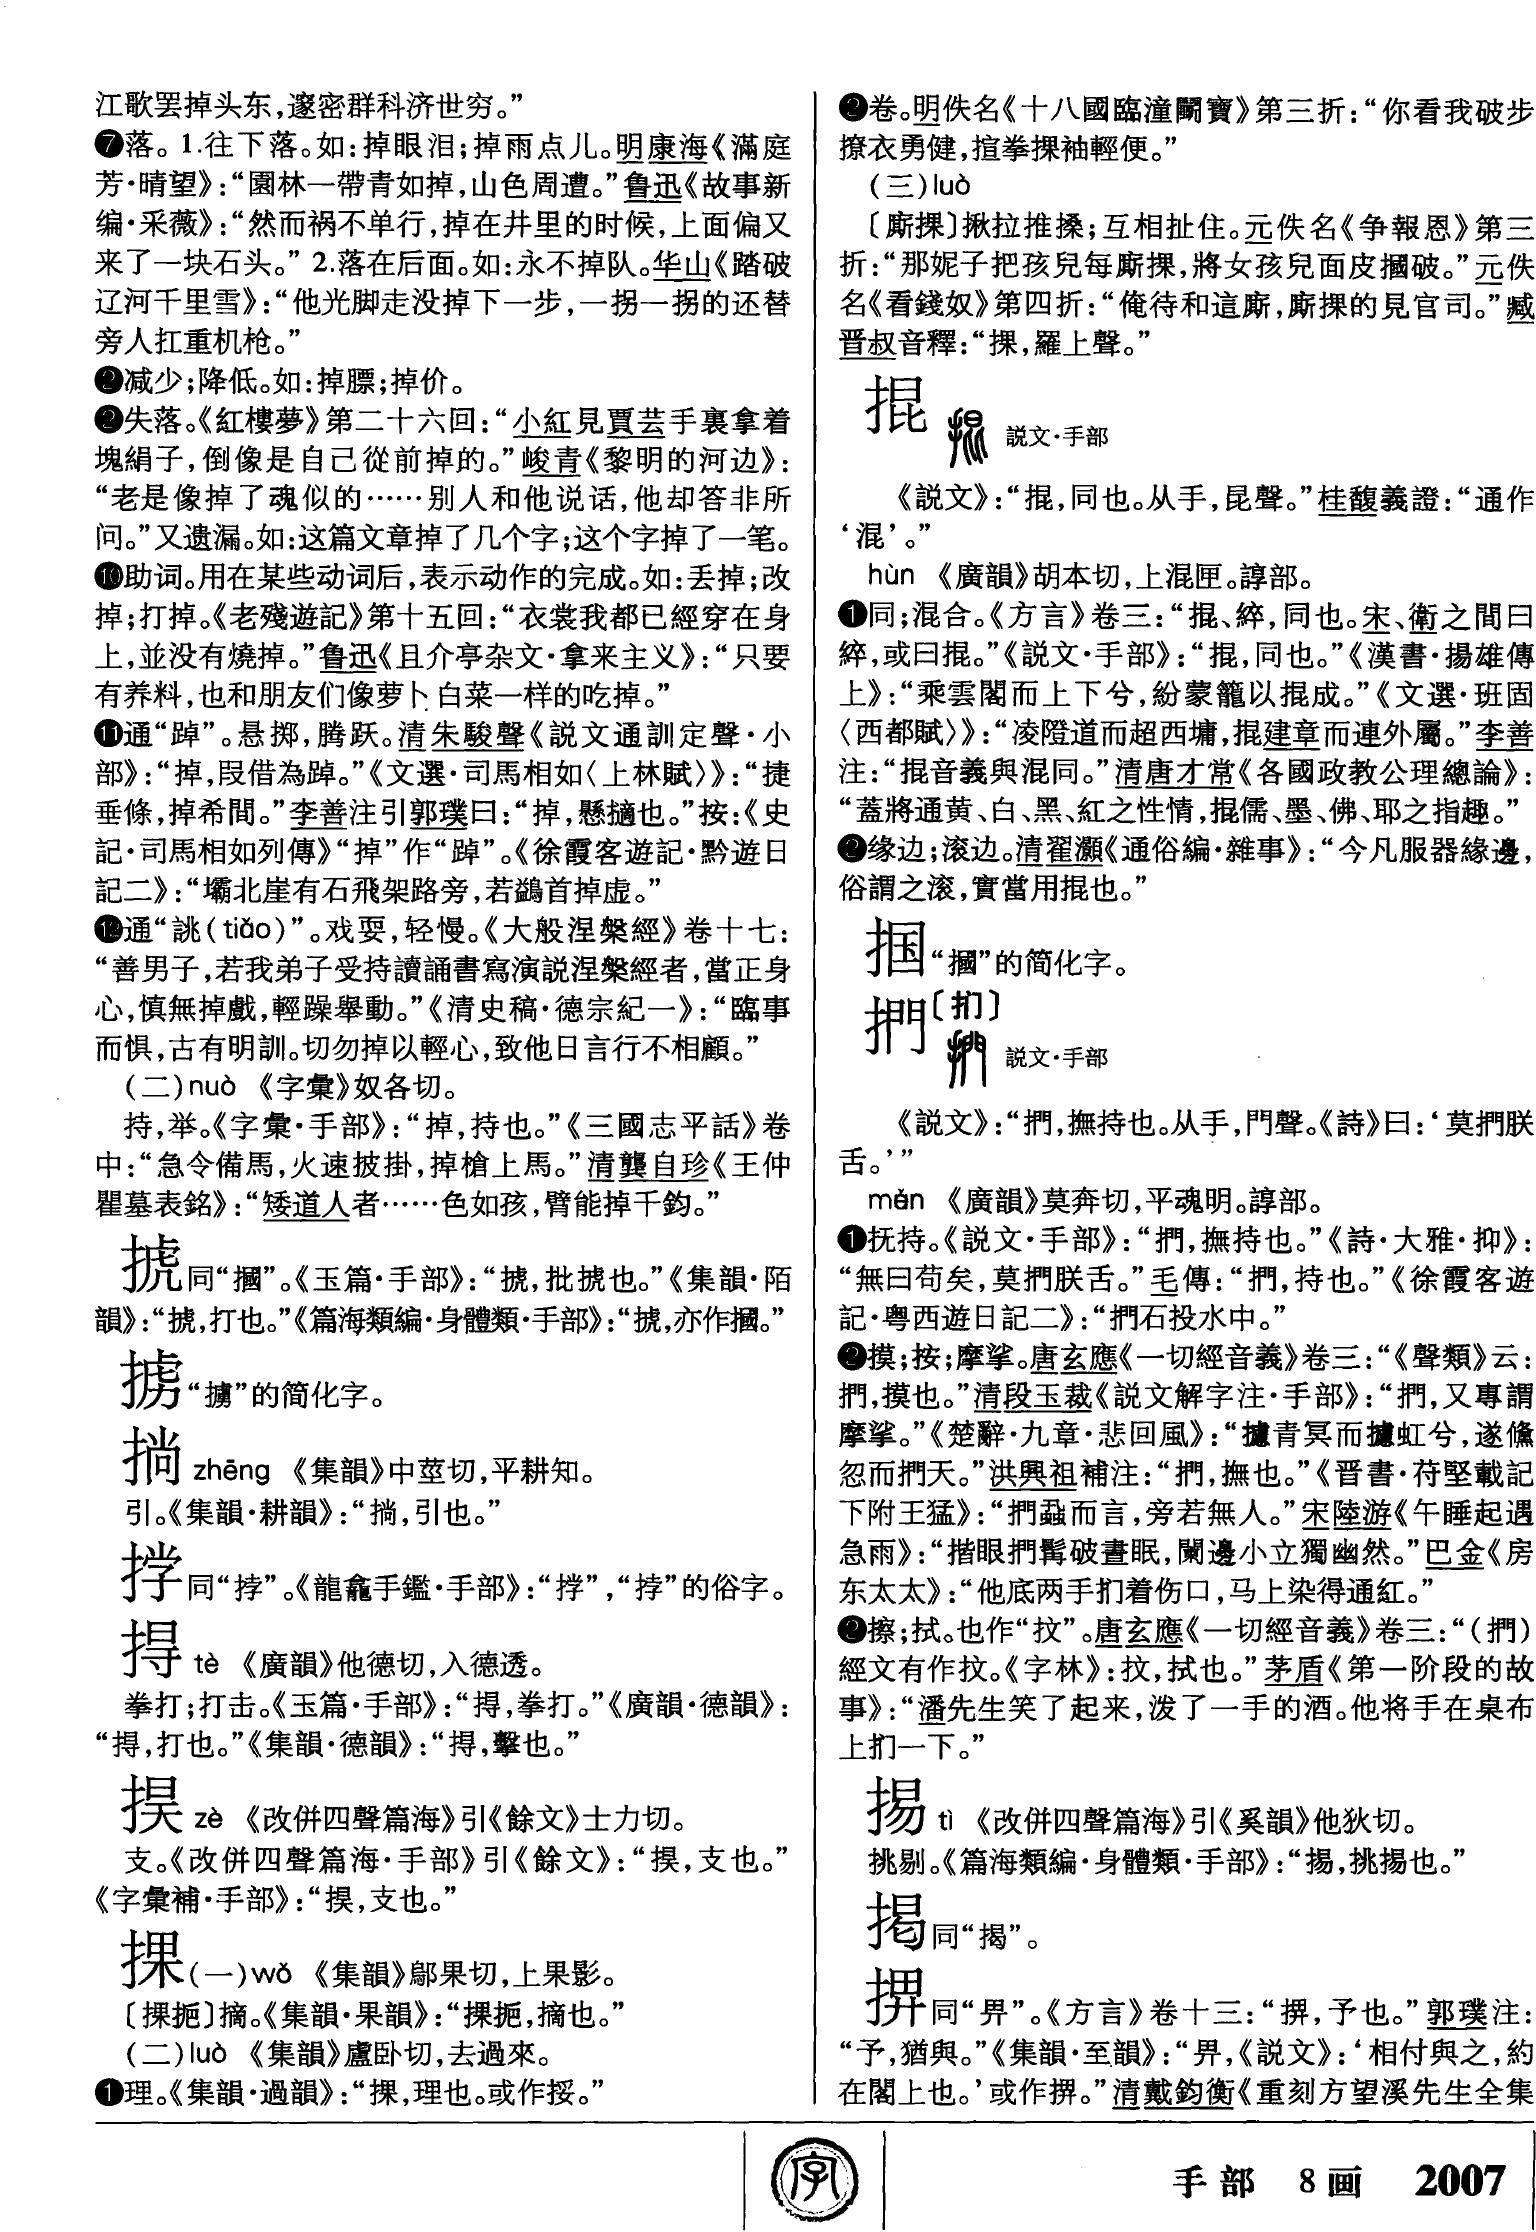 江歌罢掉头东，邃密群科济世穷。”
❼落。1.往下落。如：掉眼泪；掉雨点儿。明康海《滿庭
芳·晴望》：“園林一帶青如掉，山色周遭。”鲁迅《故事新
编·采薇》：“然而祸不单行，掉在井里的时候，上面偏又
来了一块石头。”2.落在后面。如：永不掉队。华山《踏破
辽河千里雪》：“他光脚走没掉下一步，一拐一拐的还替
旁人扛重机枪。”
❷减少；降低。如：掉膘；掉价。
❷失落。《紅樓夢》第二十六回：“小紅見賈芸手裏拿着
塊絹子，倒像是自己從前掉的。”峻青《黎明的河边》：
“老是像掉了魂似的……别人和他说话，他却答非所
问。”又遗漏。如：这篇文章掉了几个字；这个字掉了一笔。
❿助词。用在某些动词后，表示动作的完成。如：丢掉；改
掉；打掉。《老殘遊記》第十五回：“衣裳我都已經穿在身
上，並没有燒掉。”鲁迅《且介亭杂文·拿来主义》：“只要
有养料，也和朋友们像萝卜白菜一样的吃掉。”
⓫通“踔”。悬掷，腾跃。清朱駿聲《説文通訓定聲·小
部》：“掉，叚借為踔。”《文選·司馬相如〈上林賦〉》：“捷
垂條，掉希間。”李善注引郭璞曰：“掉，懸擿也。”按：《史
記·司馬相如列傳》“掉”作“踔”。《徐霞客遊記·黔遊日
記二》：“壩北崖有石飛架路旁，若鷁首掉虚。”
⓬通“誂(tiǎo)”。戏耍，轻慢。《大般涅槃經》卷十七：
“善男子，若我弟子受持讀誦書寫演説涅槃經者，當正身
心，慎無掉戲，輕躁舉動。”《清史稿·德宗紀一》：“臨事
而惧，古有明訓。切勿掉以輕心，致他日言行不相顧。”
(二)nuò 《字彙》奴各切。
持，举。《字彙·手部》：“掉，持也。”《三國志平話》卷
中：“急令備馬，火速披掛，掉槍上馬。”清龔自珍《王仲
瞿墓表銘》：“矮道人者……色如孩，臂能掉千鈞。”
搋同“摑”。《玉篇·手部》：“，批也。”《集韻·陌
韻》：“，打也。”《篇海類編·身體類·手部》：“，亦作摑。”
掳“擄”的简化字。
zhēng 《集韻》中莖切，平耕知。
引。《集韻·耕韻》：“，引也。”
同“挬”。《龍龕手鑑·手部》：“”，“挬”的俗字。
㝶 tè 《廣韻》他德切，入德透。
拳打；打击。《玉篇·手部》：“，拳打。”《廣韻·德韻》：
“，打也。”《集韻·德韻》：“，擊也。”
zè 《改併四聲篇海》引《餘文》士力切。
支。《改併四聲篇海·手部》引《餘文》：“，支也。”
《字彙補·手部》：“，支也。”
捰(一)wǒ 《集韻》鄔果切，上果影。
〔捰扼〕摘。《集韻·果韻》：“捰扼，摘也。”
(二)luò 《集韻》盧卧切，去過來。
❶理。《集韻·過韻》：“捰，理也。或作挼。”
❷卷。明佚名《十八國臨潼鬭寶》第三折：“你看我破步
撩衣勇健，揎拳捰袖輕便。”
(三)luǒ
〔廝捰〕揪拉推搡；互相扯住。元佚名《争報恩》第三
折：“那妮子把孩兒每廝捰，將女孩兒面皮摑破。”元佚
名《看錢奴》第四折：“俺待和這廝，廝捰的見官司。”臧
晋叔音釋：“捰，羅上聲。”
掍 説文·手部
《説文》：“掍，同也。从手，昆聲。”桂馥義證：“通作
‘混’。”
hùn 《廣韻》胡本切，上混匣。諄部。
❶同；混合。《方言》卷三：“掍、綷，同也。宋、衛之間曰
綷，或曰掍。”《説文·手部》：“掍，同也。”《漢書·揚雄傳
上》：“乘雲閣而上下兮，紛蒙籠以掍成。”《文選·班固
〈西都賦〉》：“凌隥道而超西墉，掍建章而連外屬。”李善
注：“掍音義與混同。”清唐才常《各國政教公理總論》：
“蓋將通黄、白、黑、紅之性情，掍儒、墨、佛、耶之指趣。”
❷缘边；滚边。清翟灝《通俗編·雜事》：“今凡服器緣邊，
俗謂之滚，實當用掍也。”
掴“摑”的简化字。
捫〔扪〕 説文·手部
《説文》：“捫，撫持也。从手，門聲。《詩》曰：‘莫捫朕
舌。’”
mén 《廣韻》莫奔切，平魂明。諄部。
❶抚持。《説文·手部》：“捫，撫持也。”《詩·大雅·抑》：
“無曰苟矣，莫捫朕舌。”毛傳：“捫，持也。”《徐霞客遊
記·粤西遊日記二》：“捫石投水中。”
❷摸；按；摩挲。唐玄應《一切經音義》卷三：“《聲類》云：
捫，摸也。”清段玉裁《説文解字注·手部》：“捫，又專謂
摩挲。”《楚辭·九章·悲回風》：“攄青冥而攄虹兮，遂儵
忽而捫天。”洪興祖補注：“捫，撫也。”《晋書·苻堅載記
下附王猛》：“捫蝨而言，旁若無人。”宋陸游《午睡起遇
急雨》：“揩眼捫髯破晝眠，闌邊小立獨幽然。”巴金《房
东太太》：“他底两手扪着伤口，马上染得通紅。”
❷擦；拭。也作“抆”。唐玄應《一切經音義》卷三：“(捫)
經文有作抆。《字林》：抆，拭也。”茅盾《第一阶段的故
事》：“潘先生笑了起来，泼了一手的酒。他将手在桌布
上扪一下。”
掦 tì 《改併四聲篇海》引《奚韻》他狄切。
挑剔。《篇海類編·身體類·手部》：“掦，挑掦也。”
掲同“揭”。
同“畀”。《方言》卷十三：“，予也。”郭璞注：
“予，猶與。”《集韻·至韻》：“畀，《説文》：‘相付與之，約
在閣上也。’或作。”清戴鈞衡《重刻方望溪先生全集
字
手部 8画 2007